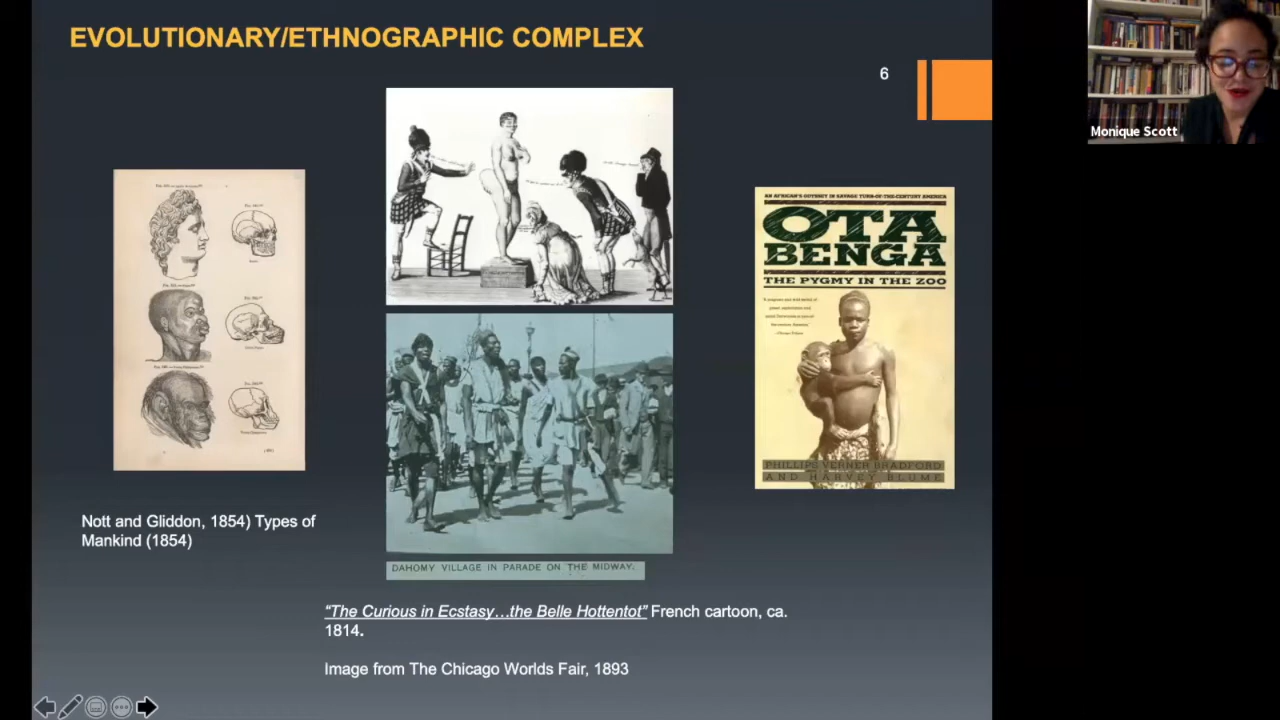 EVOLUTIONARY/ETHNOGRAPHIC COMPLEX
6
Monique Scott
AN AFRICAN'S ODYSSEY IN SAVAGE TURN-OF-THE-CENTURY AMERICA
OTA
BENGA
THE PYGMY IN THE ZOO
PHILLIPS VERNER BRADFORD
AND HARVEY BLUME
Nott and Gliddon, 1854) Types of
Mankind (1854)
DAHOMY VILLAGE IN PARADE ON THE MIDWAY.
“The Curious in Ecstasy…the Belle Hottentot” French cartoon, ca.
1814.
Image from The Chicago Worlds Fair, 1893